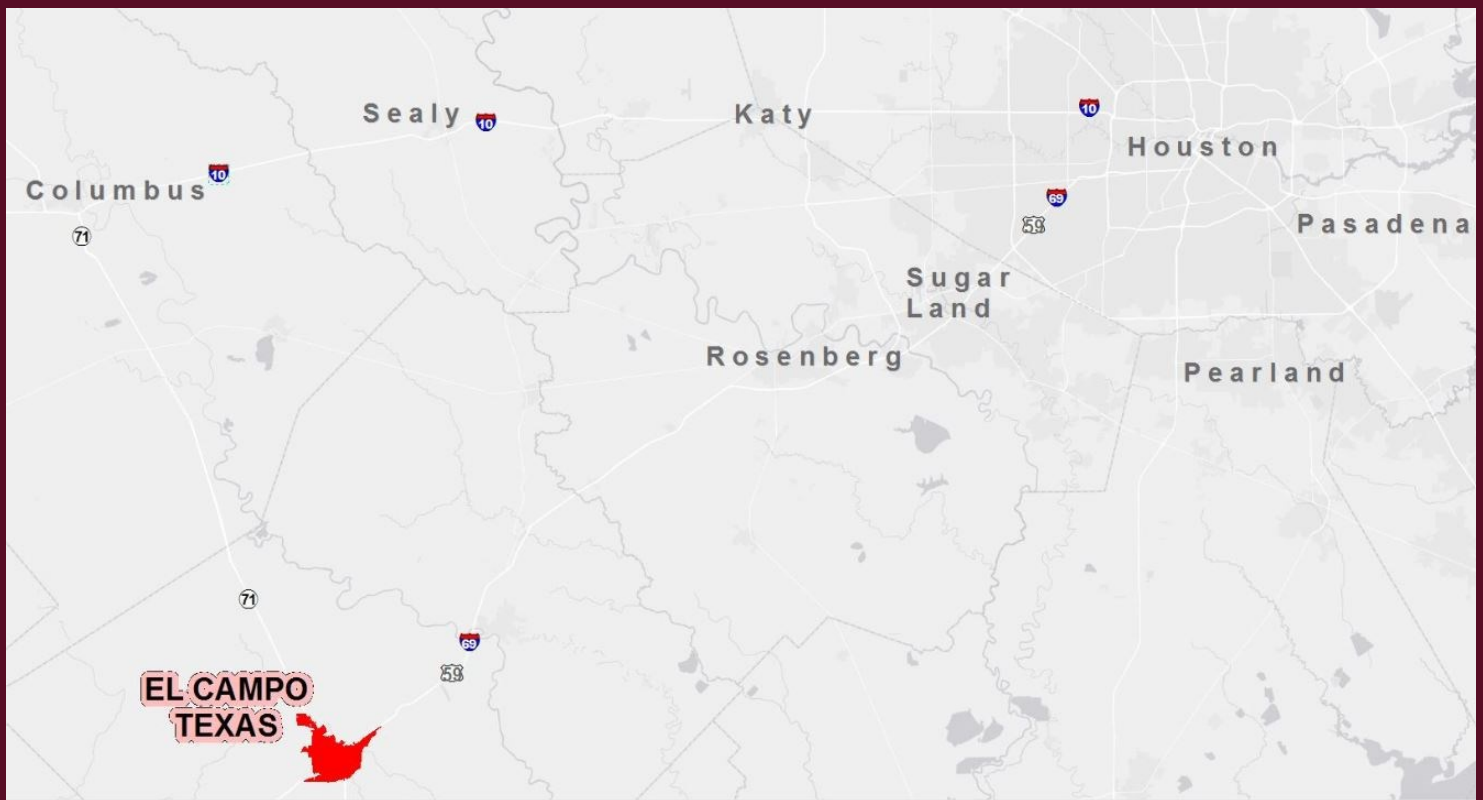 Sealy
10
Katy
10
Houston
10
Columbus
69
59
Pasadena
71
Sugar
Land
Rosenberg
Pearland
71
69
59
EL CAMPO
TEXAS